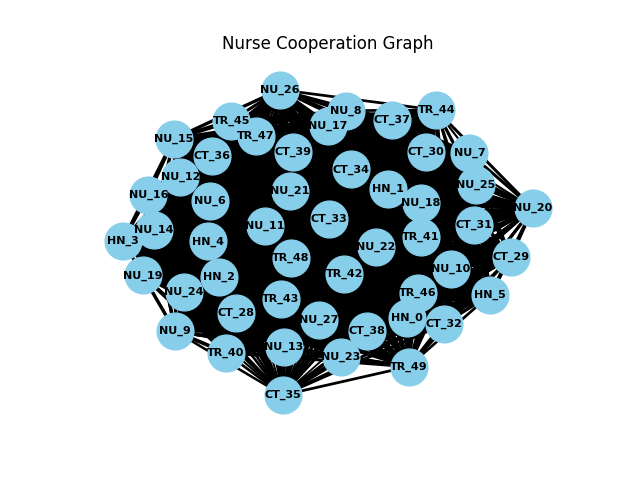 Nurse Cooperation Graph
NU_26
TR_44
NU_8
TR_45
CT_37
NU_17
TR_47
NU_15
CT_39
CT_30
NU_7
CT_36
CT_34
NU_12
NU_25
HN_1
NU_21
NU_16
NU_6
NU_18
NU_20
CT_33
CT_31
NU_11
NU_14
TR_41
HN_3
HN_4
NU_22
CT_29
TR_48
NU_10
TR_42
NU_19
HN_2
NU_24
TR_46
HN_5
TR_43
CT_28
HN_0
NU_27
CT_32
NU_9
CT_38
NU_13
TR_40
NU_23
TR_49
CT_35